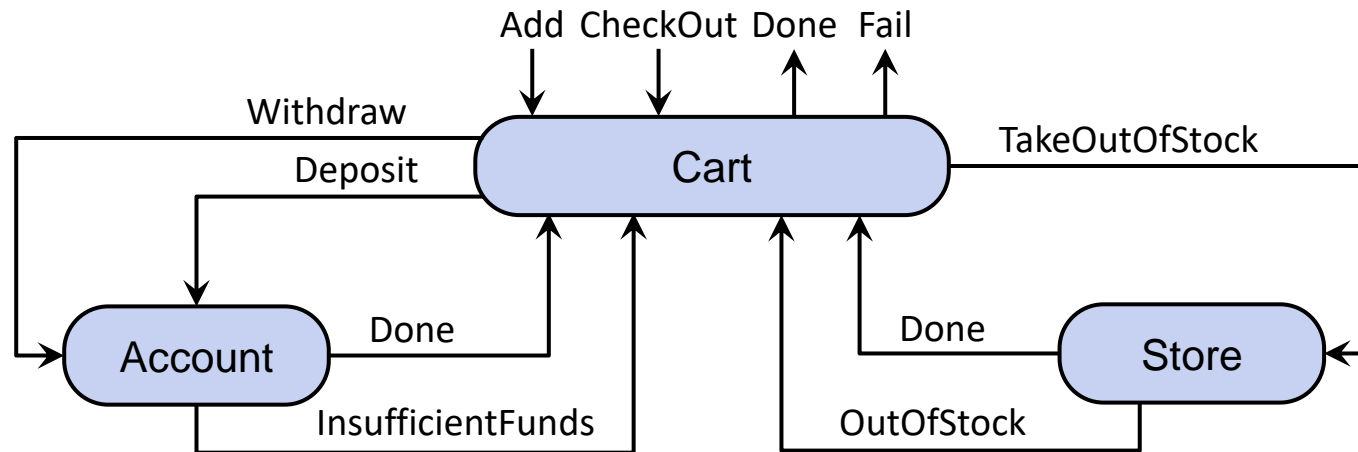 Add CheckOut Done Fail
Withdraw
Cart
TakeOutOfStock
Deposit
Done
Done
Account
Store
InsufficientFunds
OutOfStock